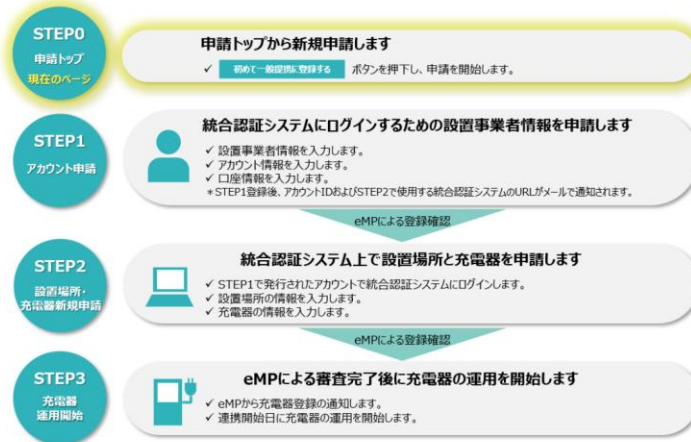 STEP0
申請トップ
現在のページ
申請トップから新規申請します
✓ 初めて一般提携に登録する ボタンを押下し、申請を開始します。
STEP1
アカウント申請
統合認証システムにログインするための設置事業者情報を申請します
✓ 設置事業者情報を入力します。
✓ アカウント情報を入力します。
✓ 口座情報を入力します。
*STEP1登録後、アカウントIDおよびSTEP2で使用する統合認証システムのURLがメールで通知されます。
eMPによる登録確認
STEP2
設置場所・
充電器新規申請
統合認証システム上で設置場所と充電器を申請します
✓ STEP1で発行されたアカウントで統合認証システムにログインします。
✓ 設置場所の情報を入力します。
✓ 充電器の情報を入力します。
eMPによる登録確認
STEP3
充電器
運用開始
eMPによる審査完了後に充電器の運用を開始します
✓ eMPから充電器登録の通知します。
✓ 連携開始日に充電器の運用を開始します。